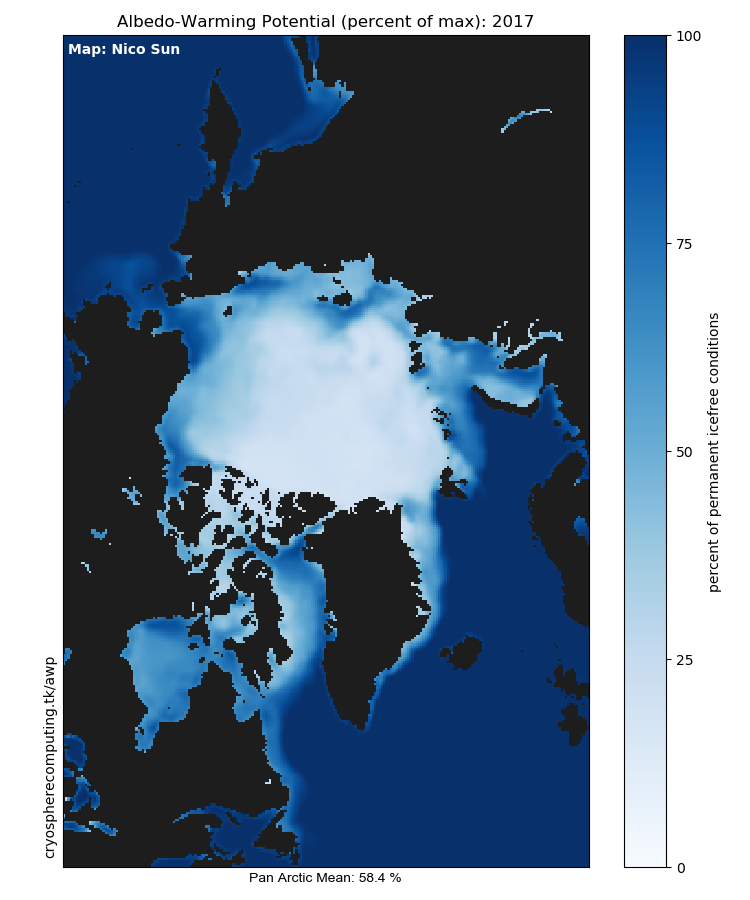 Albedo-Warming Potential (percent of max): 2017
Map: Nico Sun
100
75
50
25
0
percent of permanent icefree conditions
cryospherecomputing.tk/awp
Pan Arctic Mean: 58.4 %